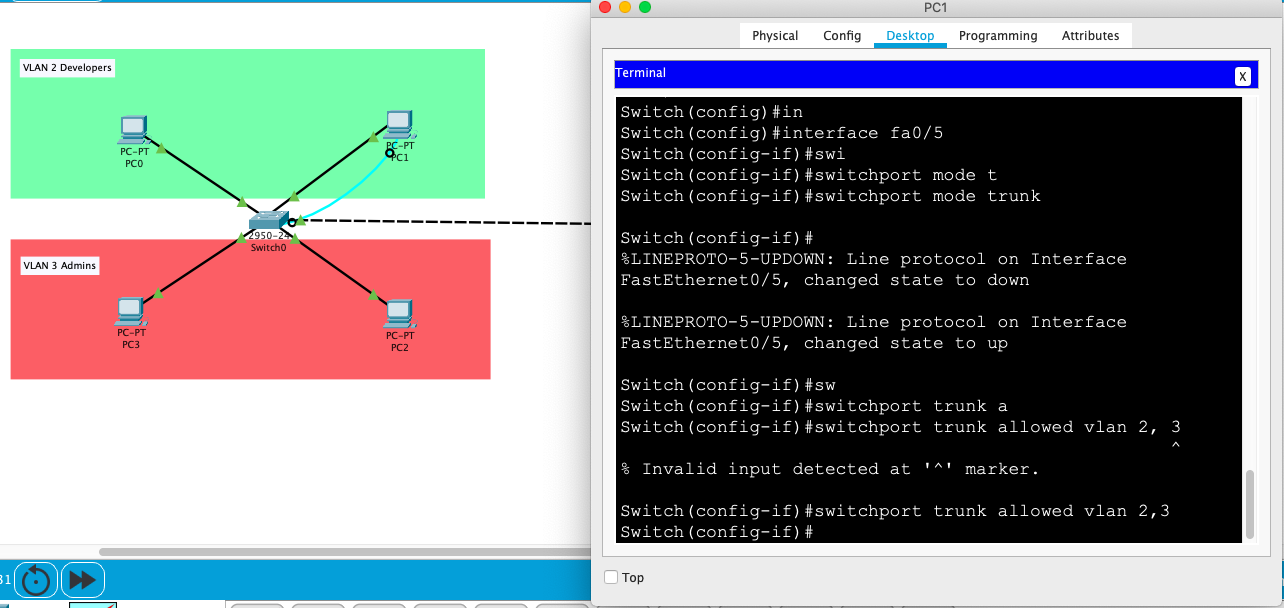 PC1
Physical Config Desktop Programming Attributes
Terminal
X
Switch(config)#in
Switch(config)#interface fa0/5
Switch(config-if)#swi
Switch(config-if)#switchport mode t
Switch(config-if)#switchport mode trunk
Switch(config-if)#
%LINEPROTO-5-UPDOWN: Line protocol on Interface
FastEthernet0/5, changed state to down
%LINEPROTO-5-UPDOWN: Line protocol on Interface
FastEthernet0/5, changed state to up
Switch(config-if)#sw
Switch(config-if)#switchport trunk a
Switch(config-if)#switchport trunk allowed vlan 2, 3
^
% Invalid input detected at '^' marker.
Switch(config-if)#switchport trunk allowed vlan 2,3
Switch(config-if)#
Top
VLAN 2 Developers
PC-PT
PC0
PC-PT
PC1
2950-24
Switch0
VLAN 3 Admins
PC-PT
PC3
PC-PT
PC2